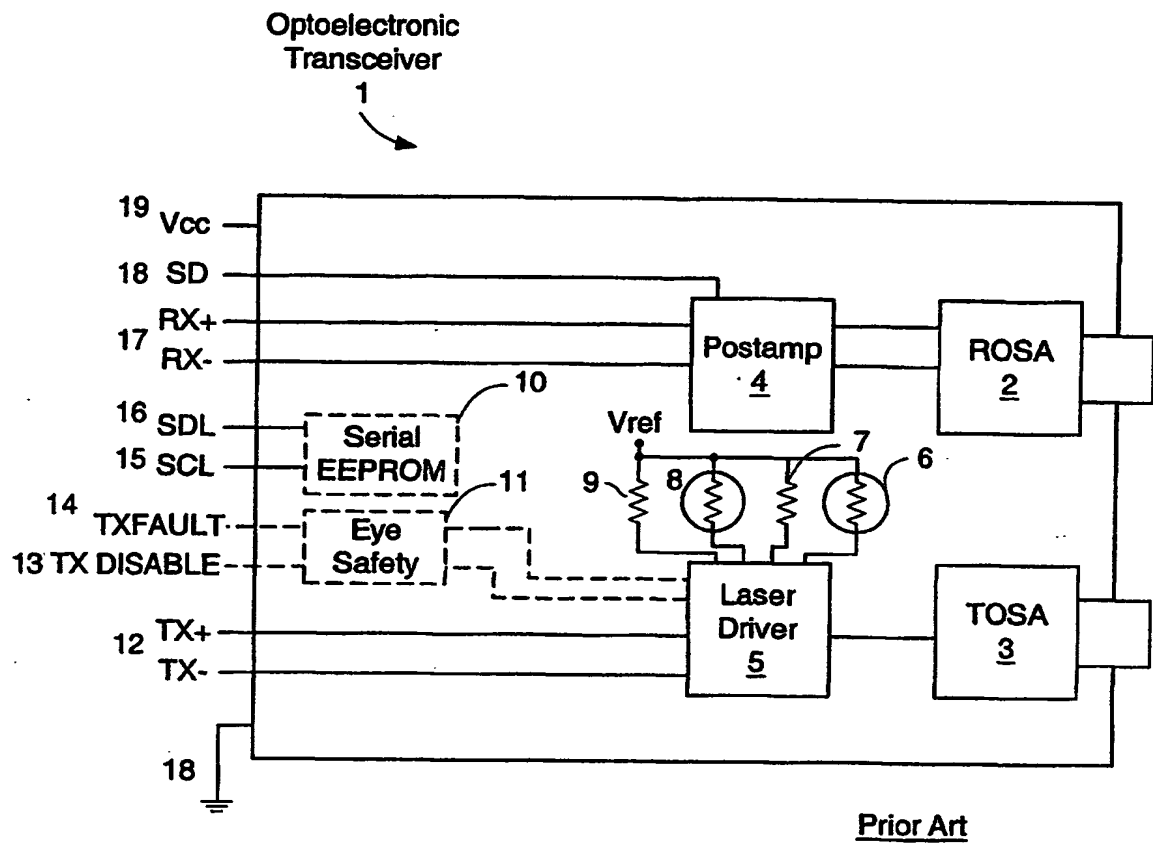 Optoelectronic
Transceiver
1
19 Vcc
18 SD
RX+
17
RX-
Postamp
4
ROSA
2
10
16 SDL
15 SCL
Serial
EEPROM
Vref
9
8
7
6
11
14
TXFAULT
13 TX DISABLE
Eye
Safety
Laser
Driver
5
TOSA
3
12 TX+
TX-
18
Prior Art